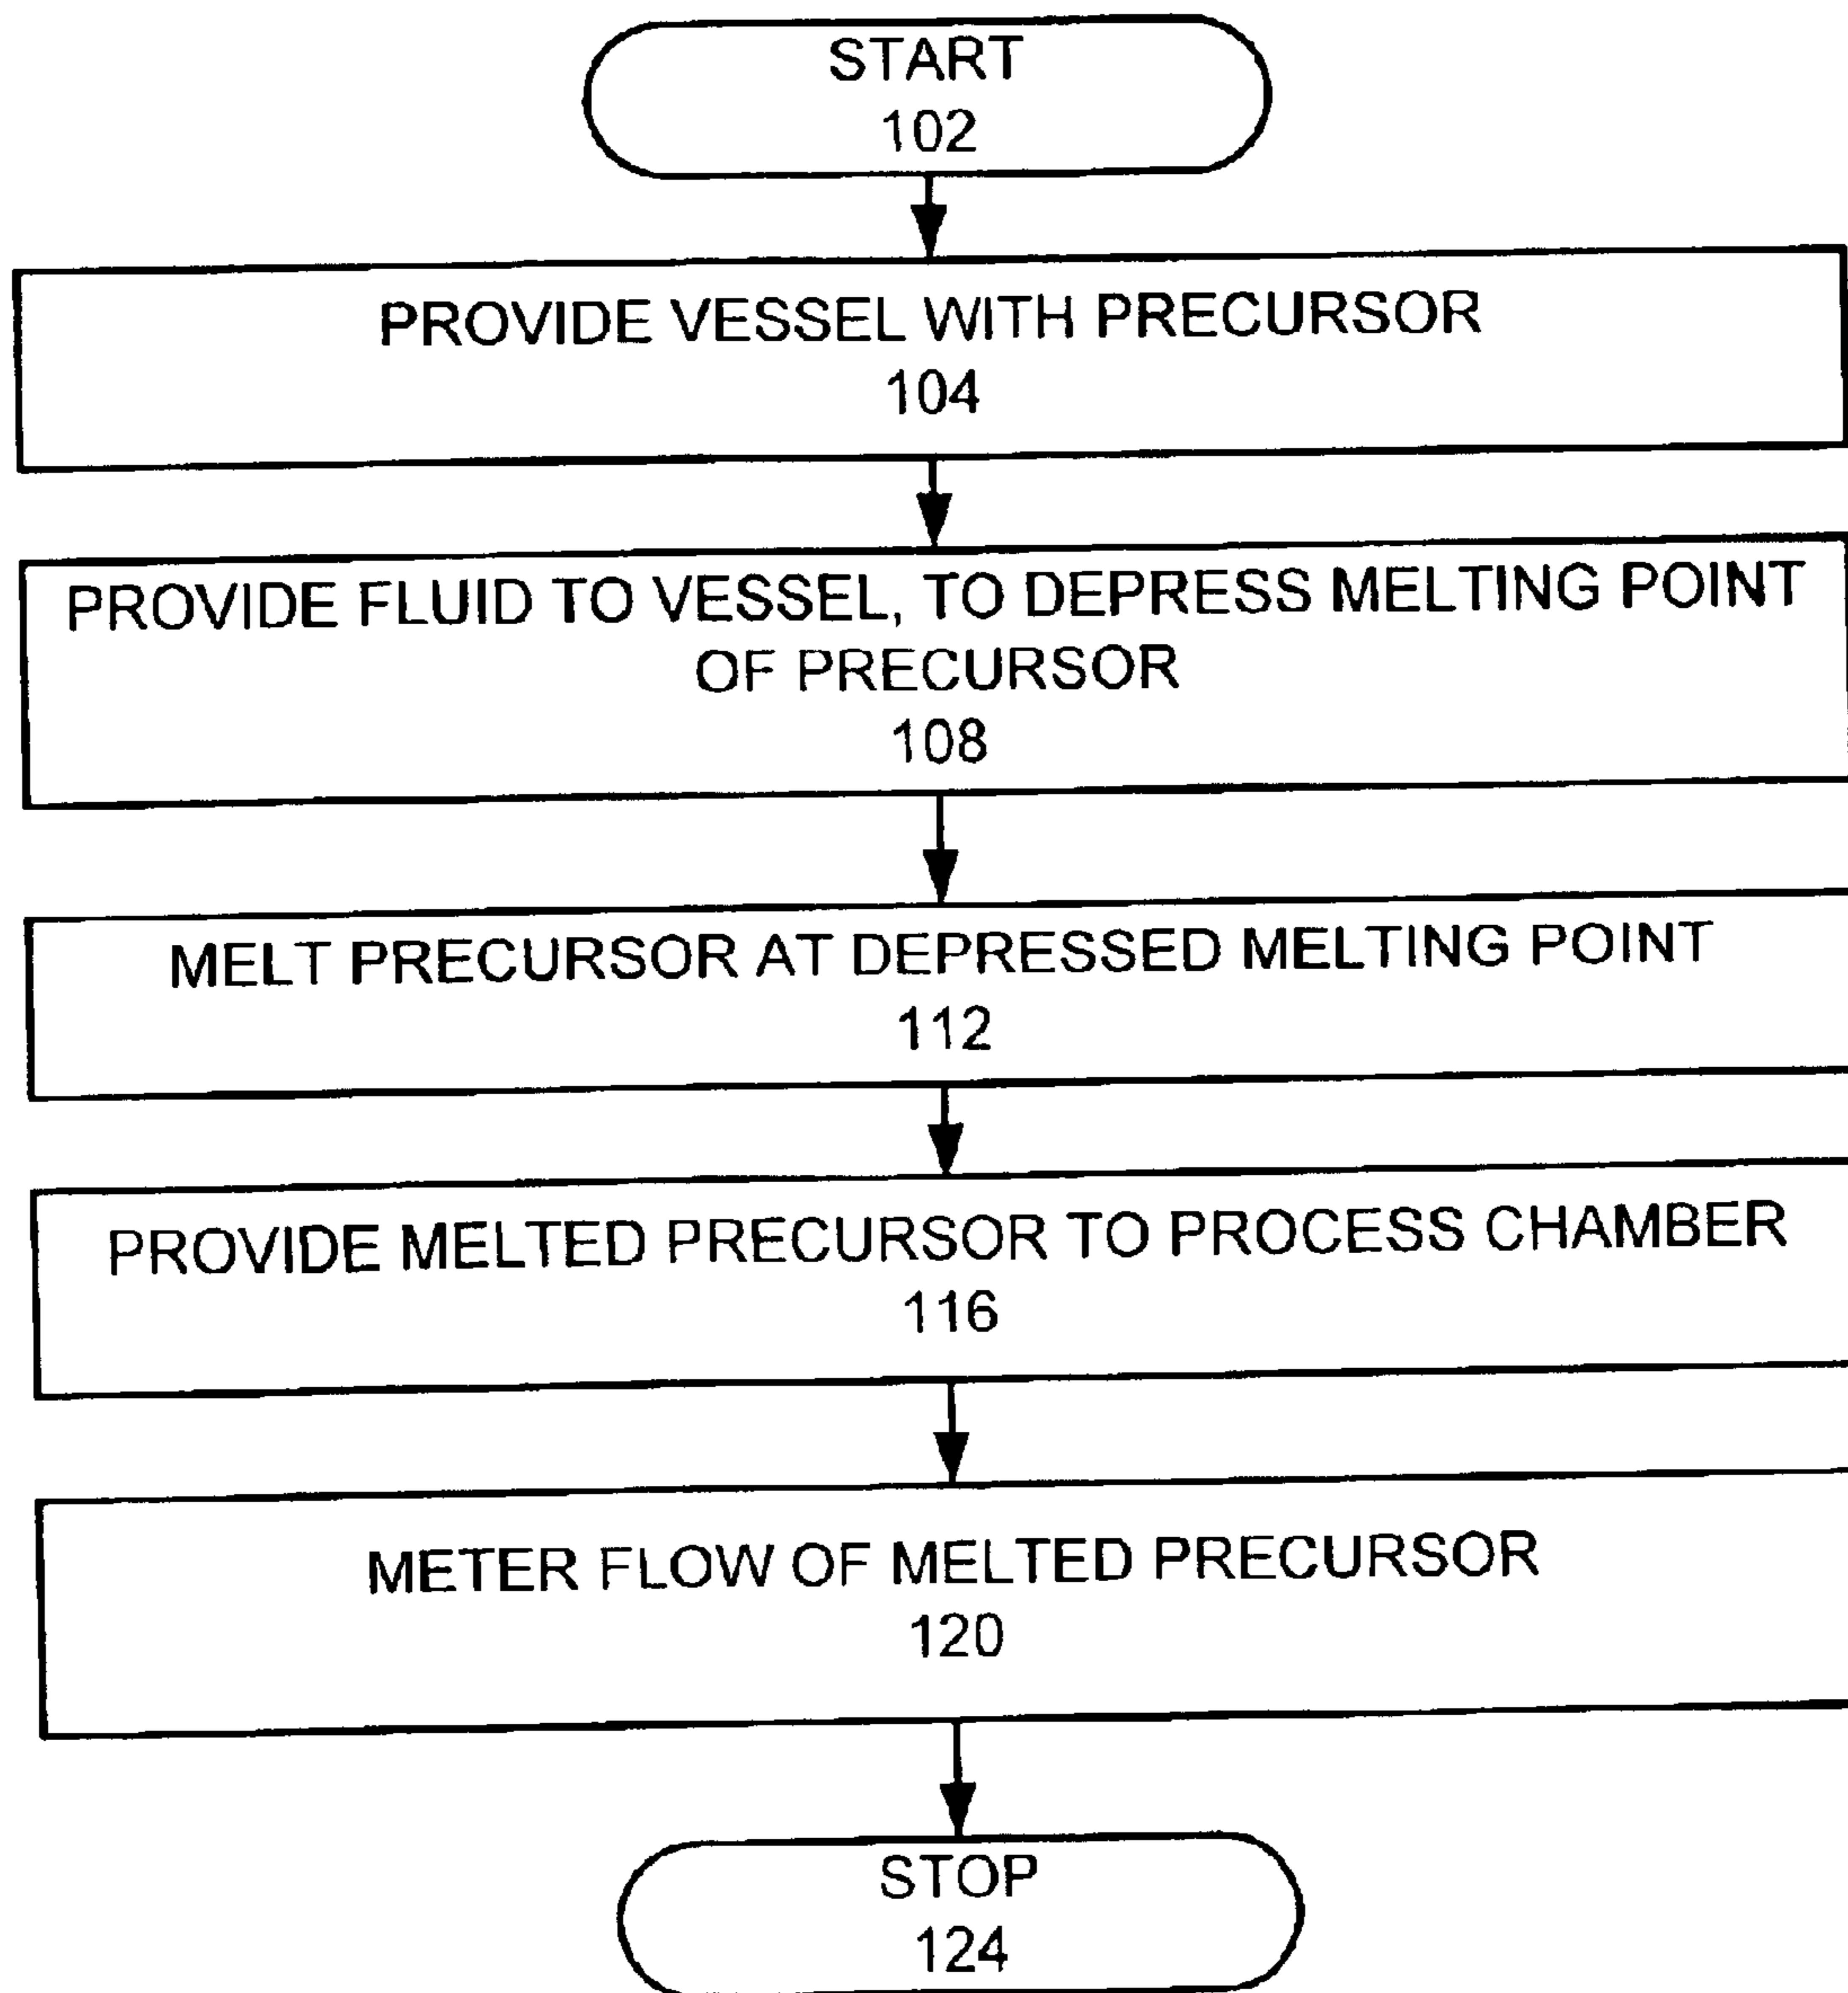 START
102
PROVIDE VESSEL WITH PRECURSOR
104
PROVIDE FLUID TO VESSEL, TO DEPRESS MELTING POINT
OF PRECURSOR
108
MELT PRECURSOR AT DEPRESSED MELTING POINT
112
PROVIDE MELTED PRECURSOR TO PROCESS CHAMBER
116
METER FLOW OF MELTED PRECURSOR
120
STOP
124